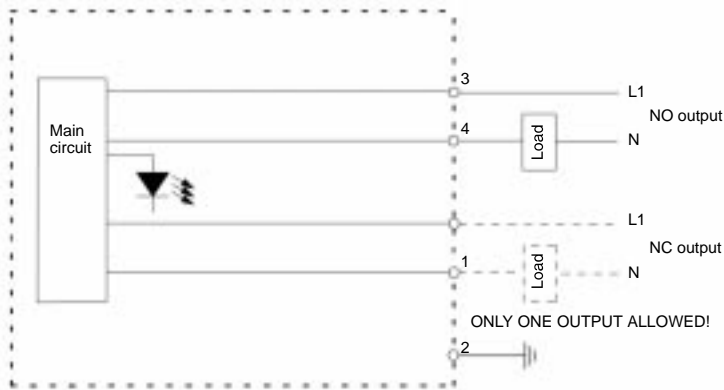 3
L1
NO output
Main
circuit
4
Load
N
L1
NC output
1
Load
N
ONLY ONE OUTPUT ALLOWED!
2